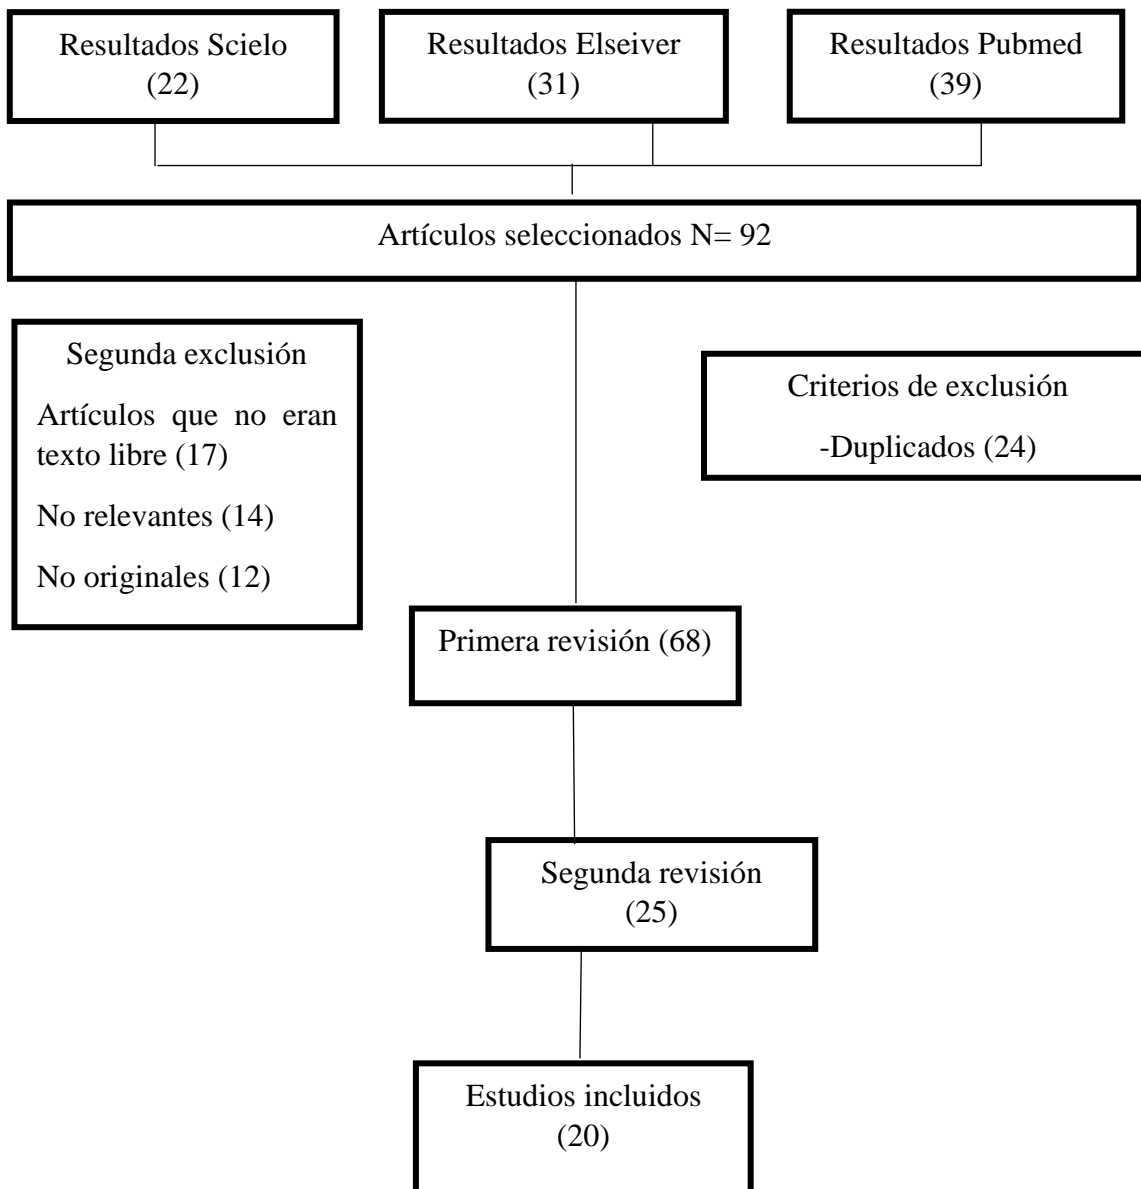 Resultados Scielo
(22)
Resultados Elseiver
(31)
Resultados Pubmed
(39)
Artículos seleccionados N= 92
Segunda exclusión
Artículos que no eran
texto libre (17)
No relevantes (14)
No originales (12)
Criterios de exclusión
-Duplicados (24)
Primera revisión (68)
Segunda revisión
(25)
Estudios incluidos
(20)